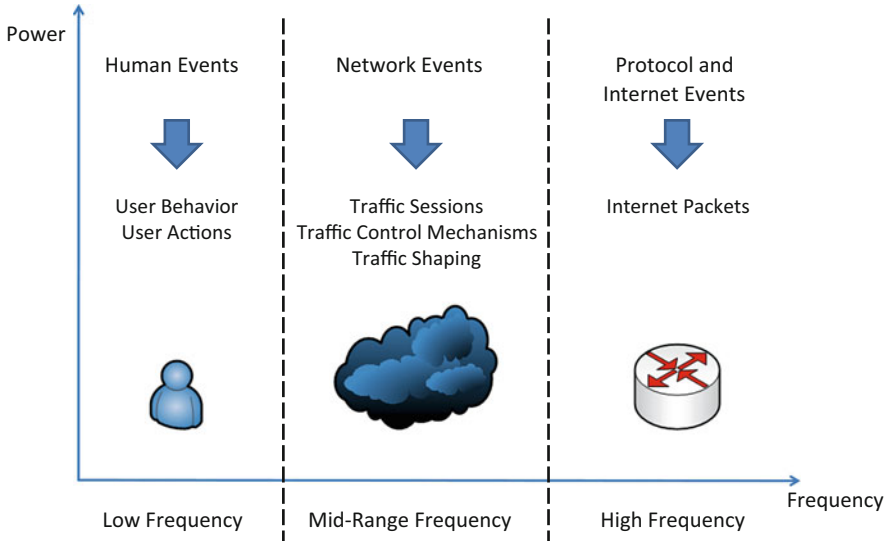 Power
Human Events
Network Events
Protocol and
Internet Events
User Behavior
User Actions
Traffic Sessions
Traffic Control Mechanisms
Traffic Shaping
Internet Packets
Frequency
Low Frequency
Mid-Range Frequency
High Frequency